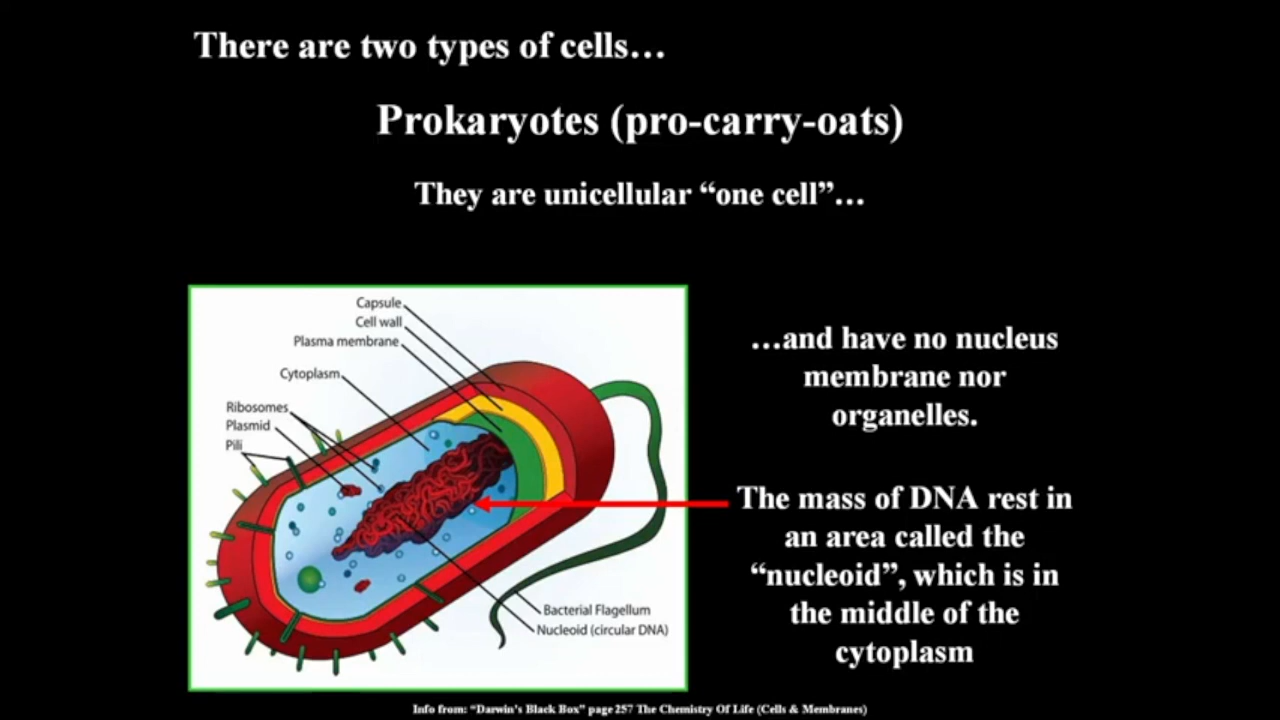 There are two types of cells…
Prokaryotes (pro-carry-oats)
They are unicellular “one cell”…
Capsule
Cell wall
Plasma membrane
Cytoplasm
Ribosomes
Plasmid
Pili
Bacterial Flagellum
Nucleoid (circular DNA)
…and have no nucleus
membrane nor
organelles.
The mass of DNA rest in
an area called the
“nucleoid”, which is in
the middle of the
cytoplasm
Info from: “Darwin’s Black Box” page 257 The Chemistry Of Life (Cells & Membranes)